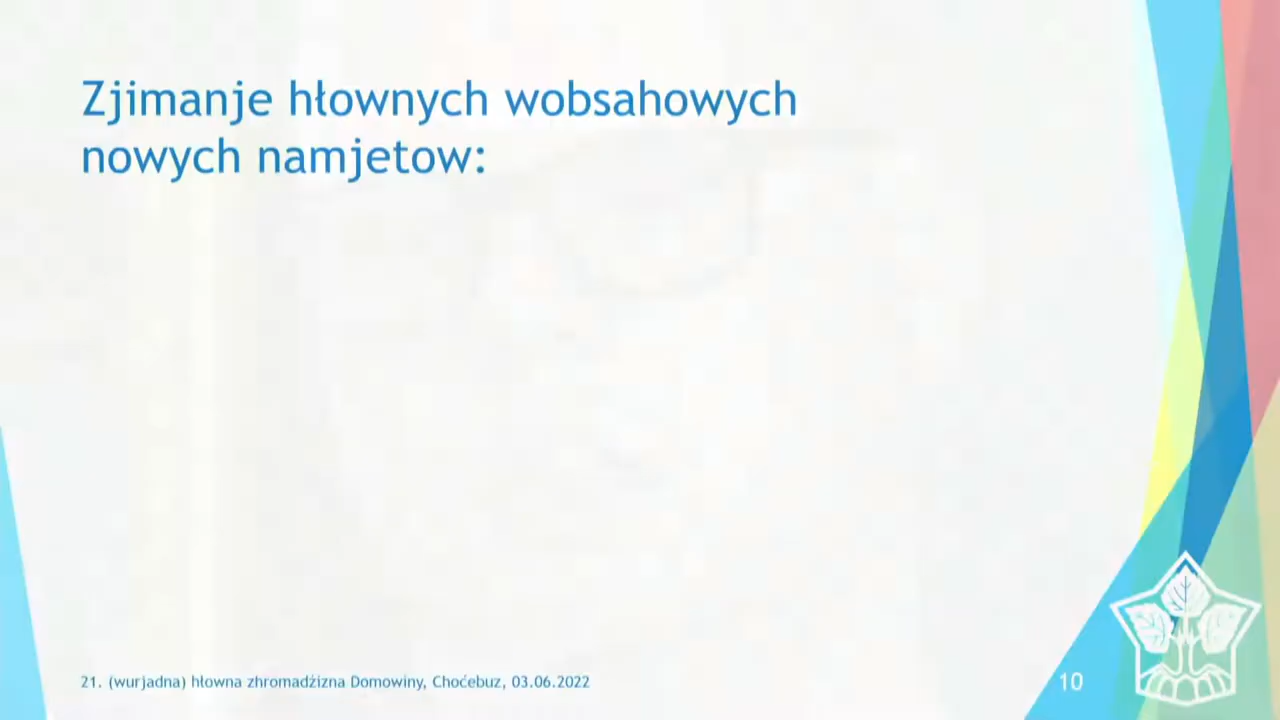 Zjimanje hłownych wobsahowych
nowych namjetow:
21. (wurjadna) hłowna zhromadźizna Domowiny, Choćebuz, 03.06.2022
10